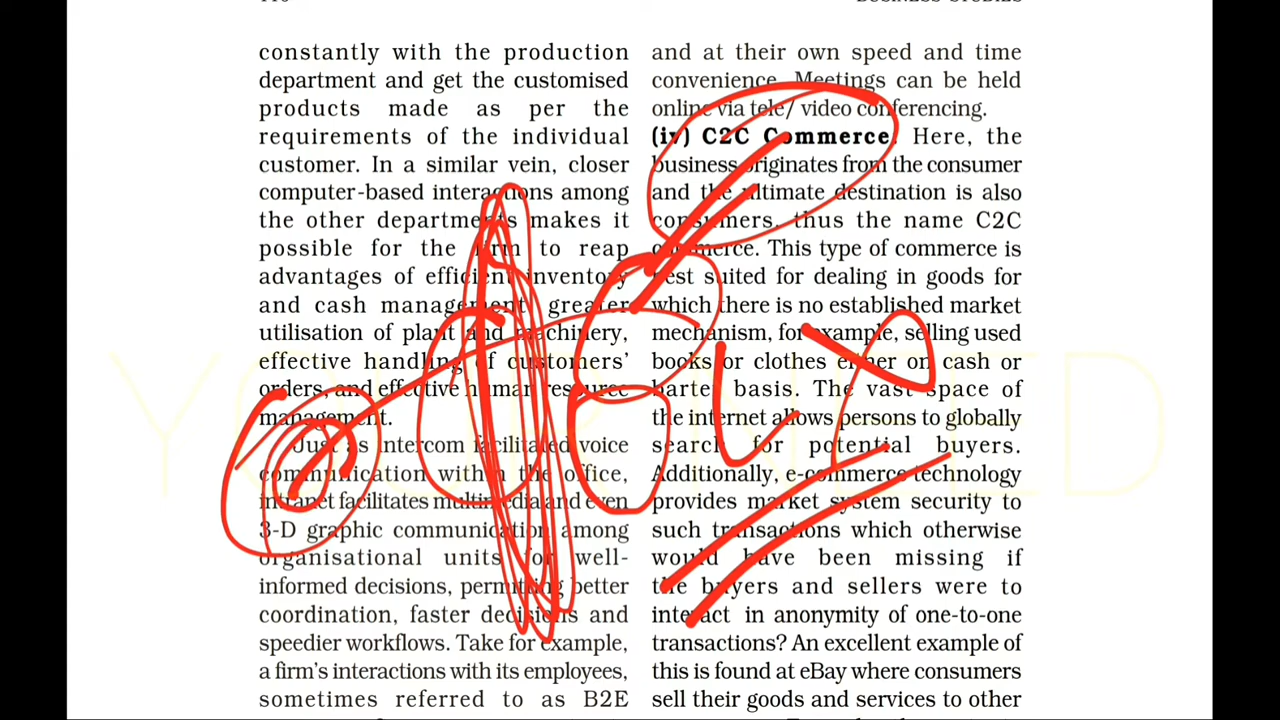 constantly with the production
department and get the customised
products made as per the
requirements of the individual
customer. In a similar vein, closer
computer-based interactions among
the other departments makes it
possible for the firm to reap
advantages of efficient inventory
and cash management, greater
utilisation of plant and machinery,
effective handling of customers'
orders, and effective human resource
management.
Just as intercom facilitated voice
communication within the office,
intranet facilitates multimedia and even
3-D graphic communication among
organisational units for well-
informed decisions, permitting better
coordination, faster decisions and
speedier workflows. Take for example,
a firm's interactions with its employees,
sometimes referred to as B2E
and at their own speed and time
convenience. Meetings can be held
online via tele/ video conferencing.
(iv) C2C Commerce: Here, the
business originates from the consumer
and the ultimate destination is also
consumers, thus the name C2C
commerce. This type of commerce is
best suited for dealing in goods for
which there is no established market
mechanism, for example, selling used
books or clothes either on cash or
barter basis. The vast space of
the internet allows persons to globally
search for potential buyers.
Additionally, e-commerce technology
provides market system security to
such transactions which otherwise
would have been missing if
the buyers and sellers were to
interact in anonymity of one-to-one
transactions? An excellent example of
this is found at eBay where consumers
sell their goods and services to other
OLX